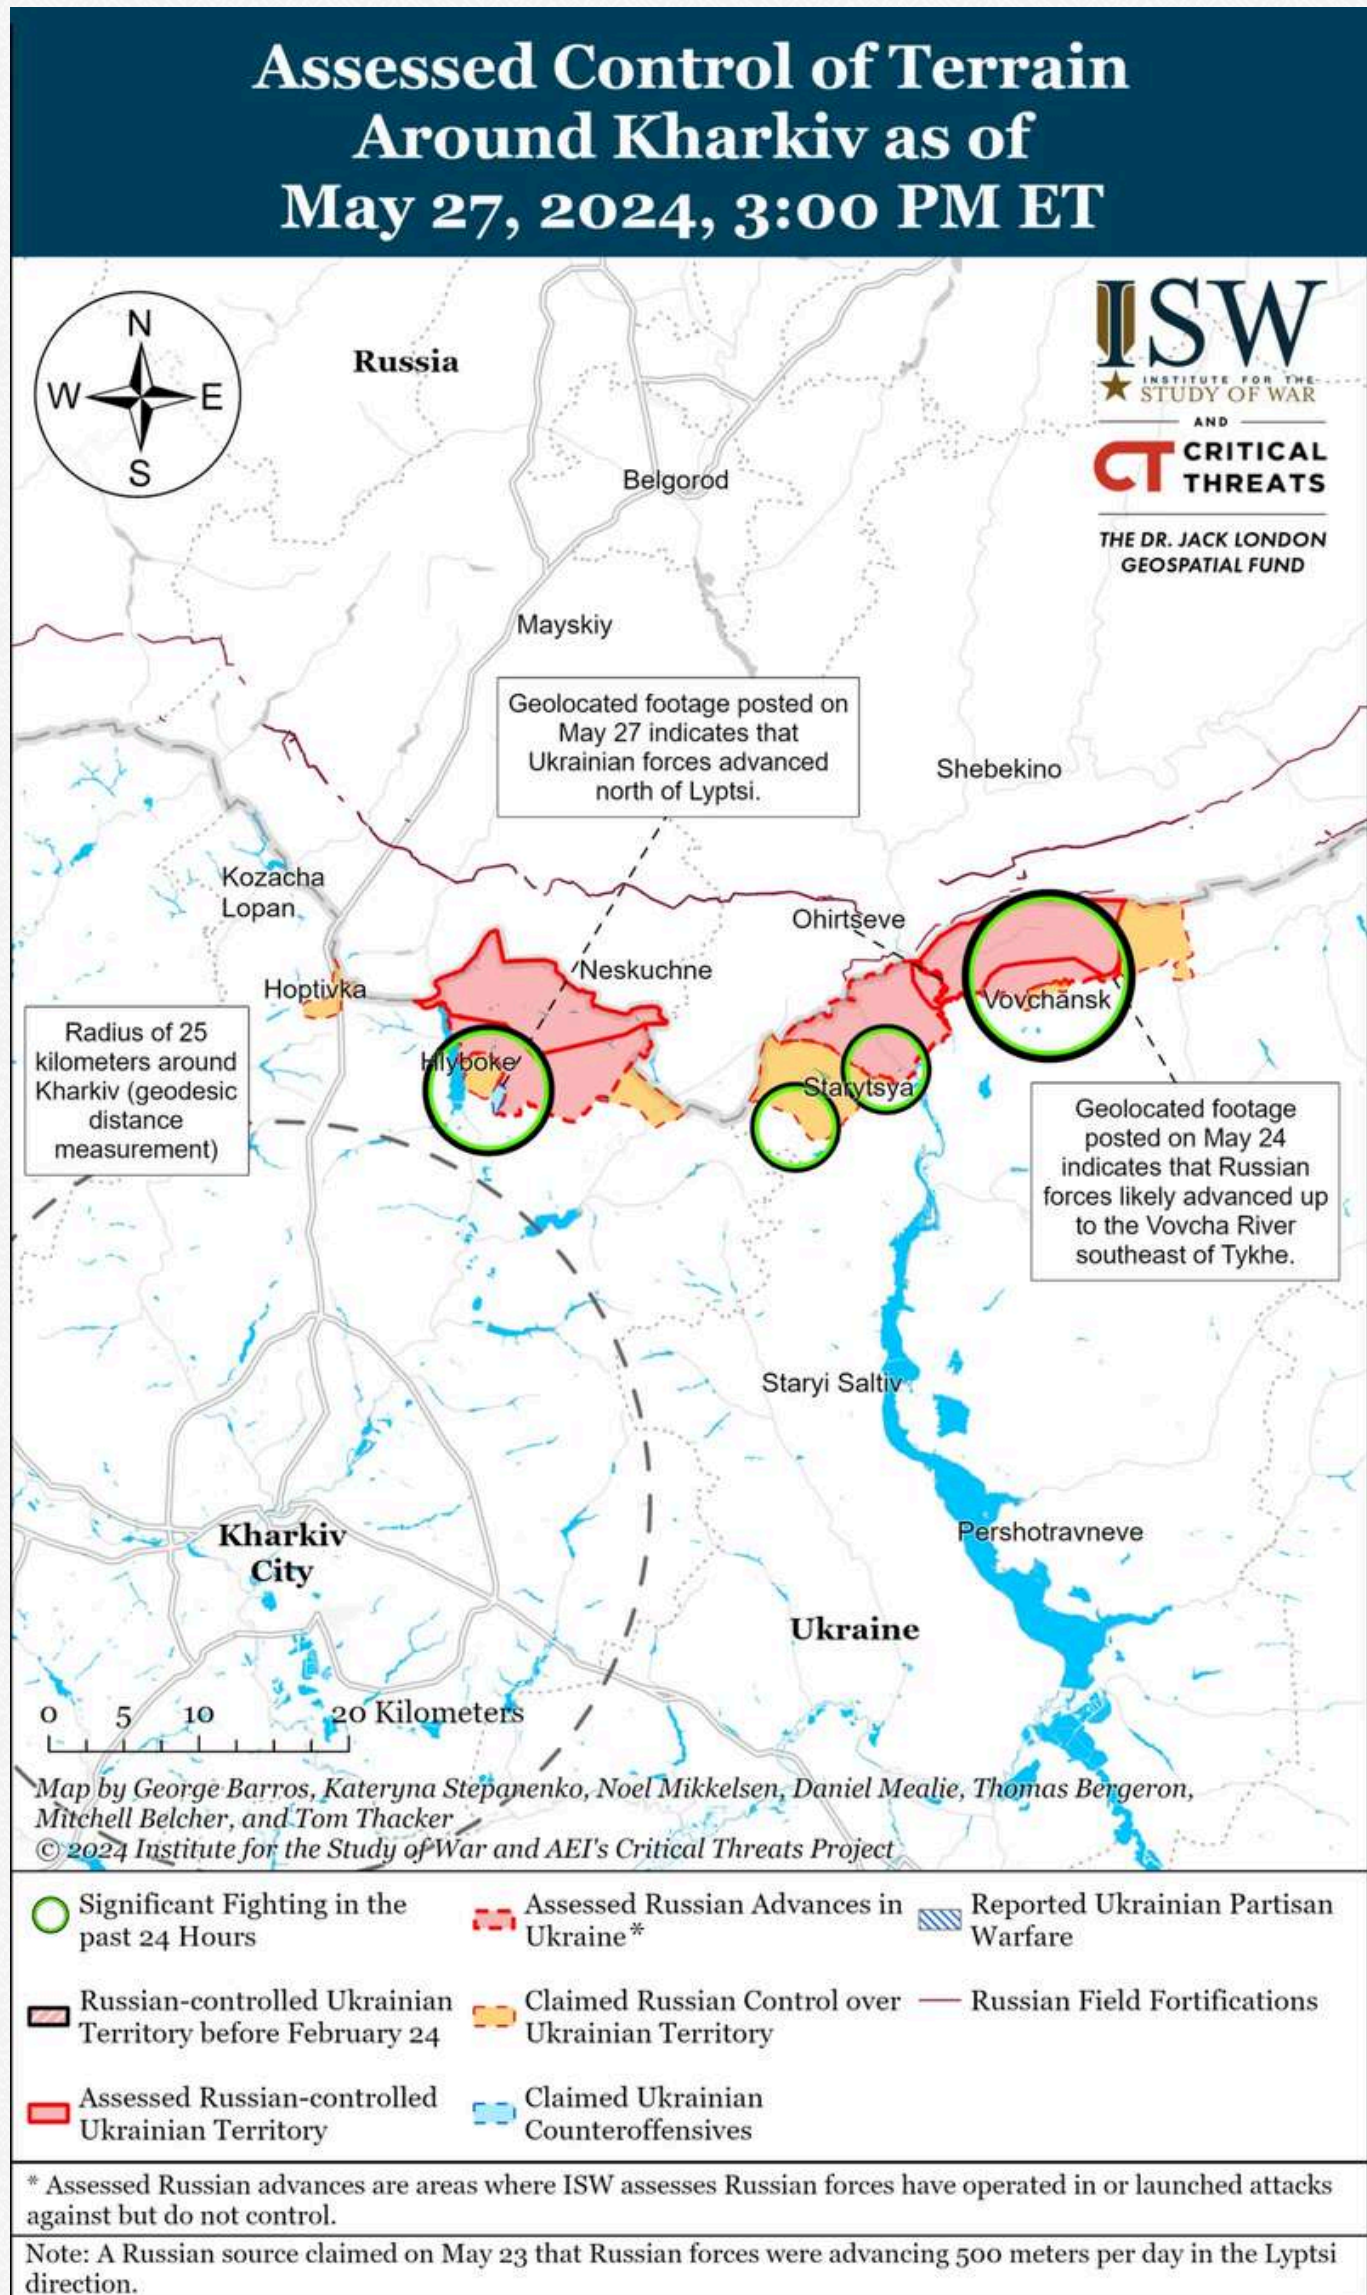 Assessed Control of Terrain
Around Kharkiv as of
May 27, 2024, 3:00 PM ET
N
W
E
S
Russia
ISW
INSTITUTE FOR THE
STUDY OF WAR
AND
CT CRITICAL
THREATS
THE DR. JACK LONDON
GEOSPATIAL FUND
Belgorod
Mayskiy
Geolocated footage posted on
May 27 indicates that
Ukrainian forces advanced
north of Lyptsi.
Shebekino
Kozacha
Lopan
Ohirtseve
Neskuchne
Hoptivka
Vovchansk
Radius of 25
kilometers around
Kharkiv (geodesic
distance
measurement)
Hlyboke
Starytsya
Geolocated footage
posted on May 24
indicates that Russian
forces likely advanced up
to the Vovcha River
southeast of Tykhe.
Staryi Saltiv
Kharkiv
City
Pershotravneve
Ukraine
0 5 10 20 Kilometers
Map by George Barros, Kateryna Stepanenko, Noel Mikkelsen, Daniel Mealie, Thomas Bergeron,
Mitchell Belcher, and Tom Thacker
© 2024 Institute for the Study of War and AEI's Critical Threats Project
Significant Fighting in the
past 24 Hours
Assessed Russian Advances in
Ukraine*
Reported Ukrainian Partisan
Warfare
Russian-controlled Ukrainian
Territory before February 24
Claimed Russian Control over
Ukrainian Territory
Russian Field Fortifications
Assessed Russian-controlled
Ukrainian Territory
Claimed Ukrainian
Counteroffensives
* Assessed Russian advances are areas where ISW assesses Russian forces have operated in or launched attacks
against but do not control.
Note: A Russian source claimed on May 23 that Russian forces were advancing 500 meters per day in the Lyptsi
direction.